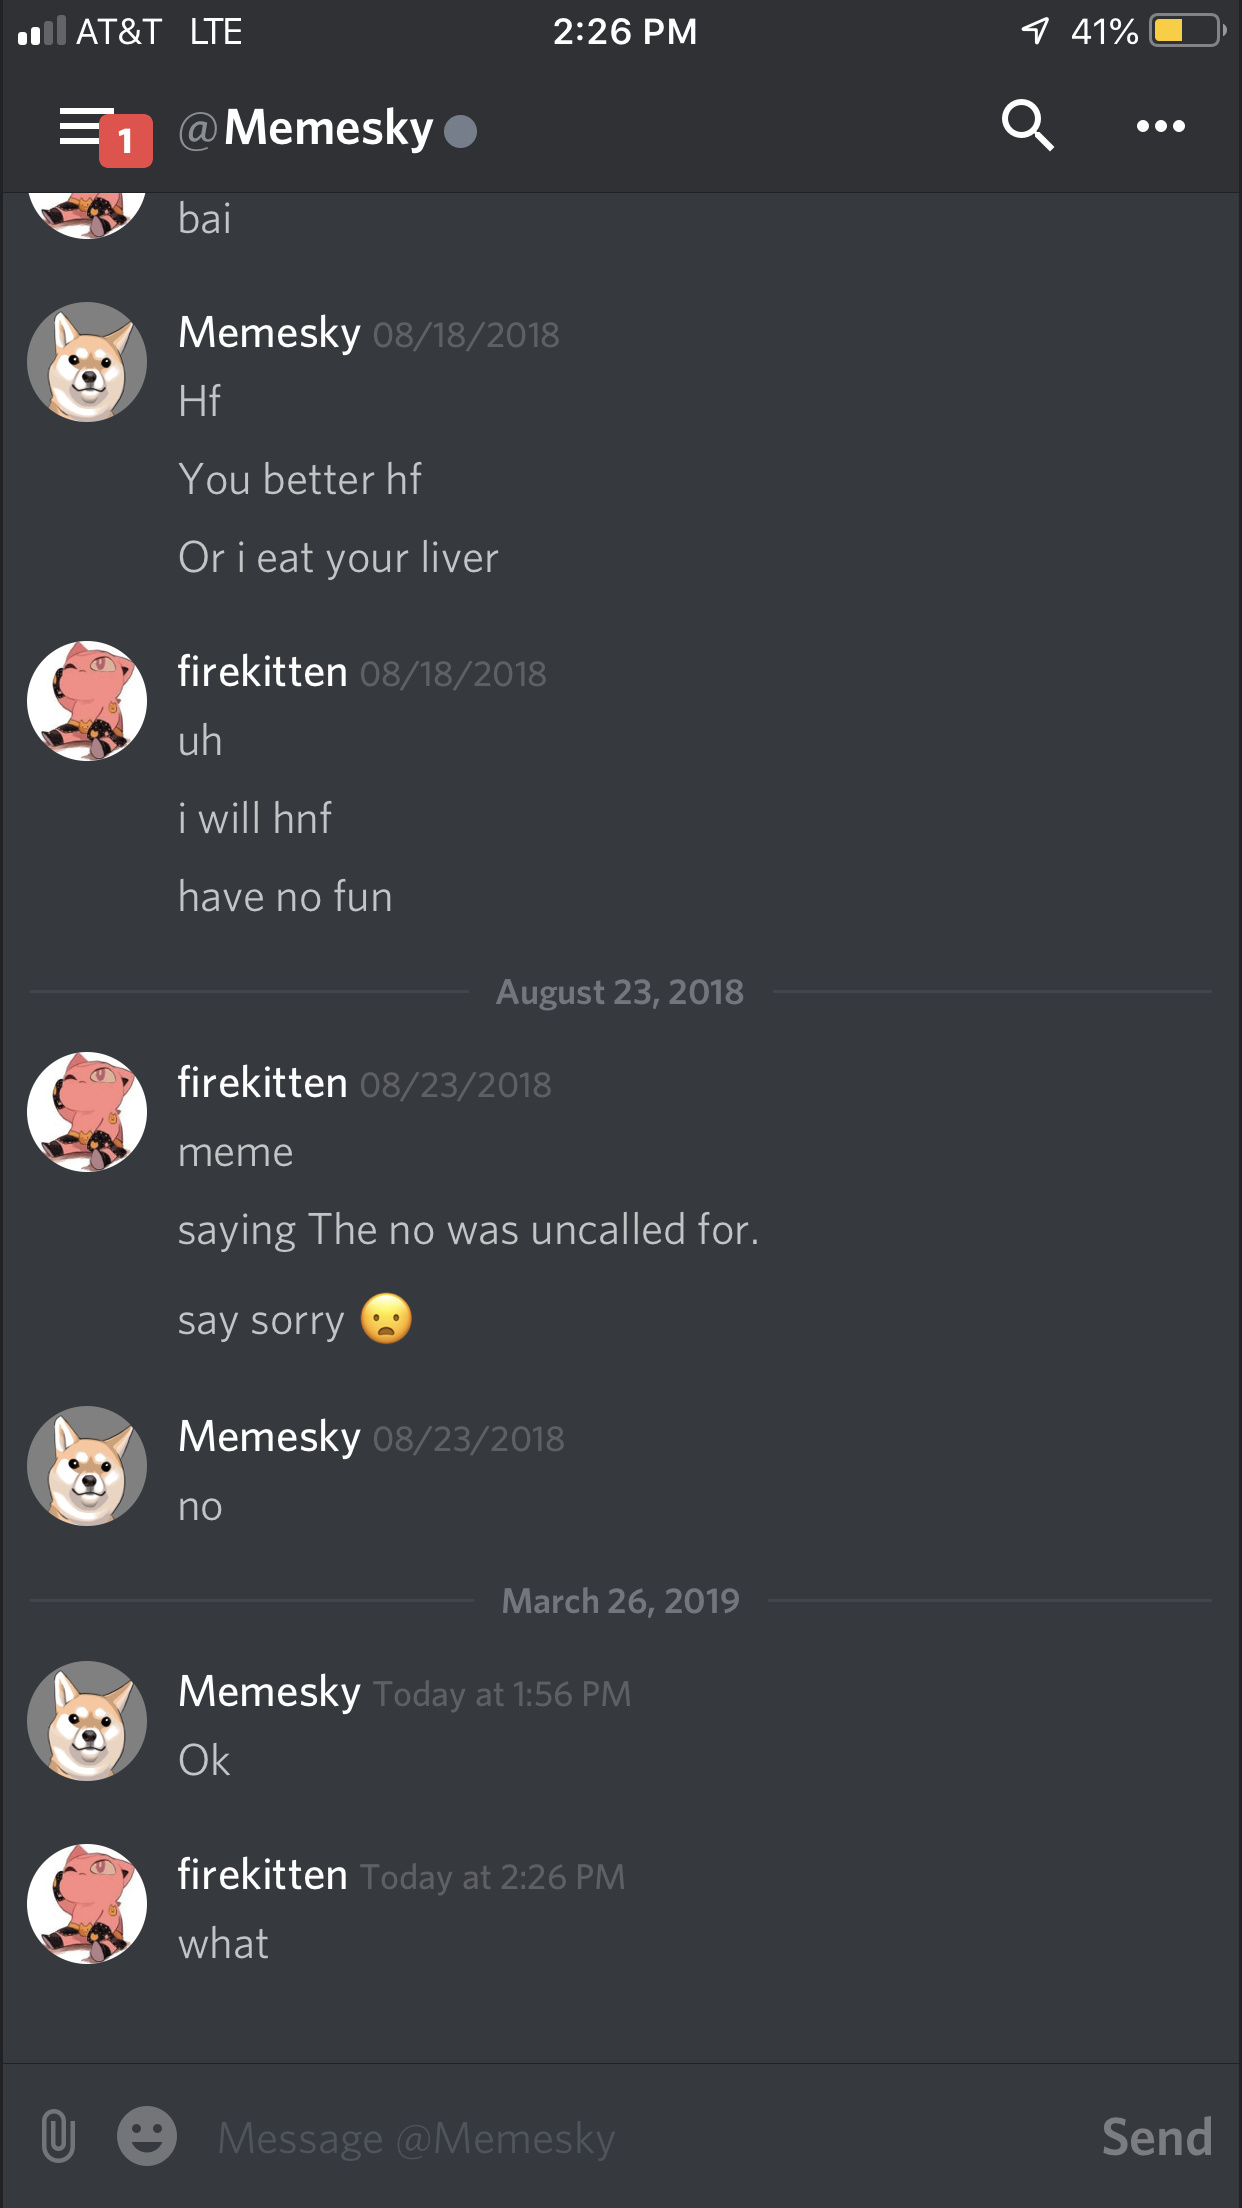 AT&T LTE 2:26 PM 41%
1 @Memesky
bai
Memesky 08/18/2018
Hf
You better hf
Or i eat your liver
firekitten 08/18/2018
uh
i will hnf
have no fun
August 23, 2018
firekitten 08/23/2018
meme
saying The no was uncalled for.
say sorry 😦
Memesky 08/23/2018
no
March 26, 2019
Memesky Today at 1:56 PM
Ok
firekitten Today at 2:26 PM
what
Message @Memesky Send